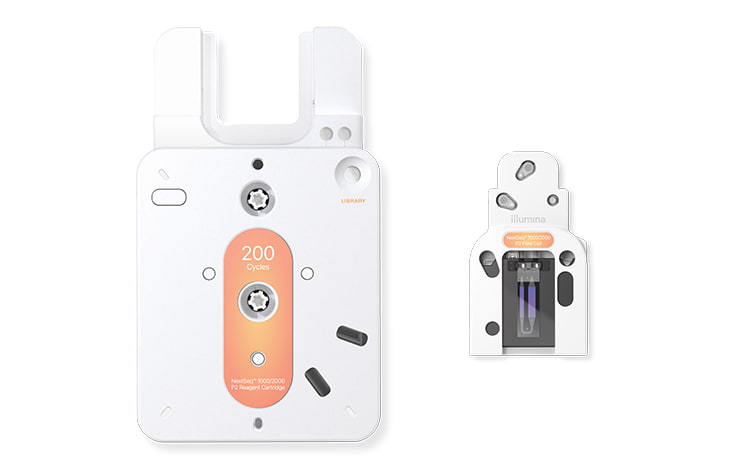 LIBRARY
200
Cycles
NextSeq™ 1000/2000
P2 Reagent Cartridge
illumina
NextSeq™ 1000/2000
P2 Flow Cell